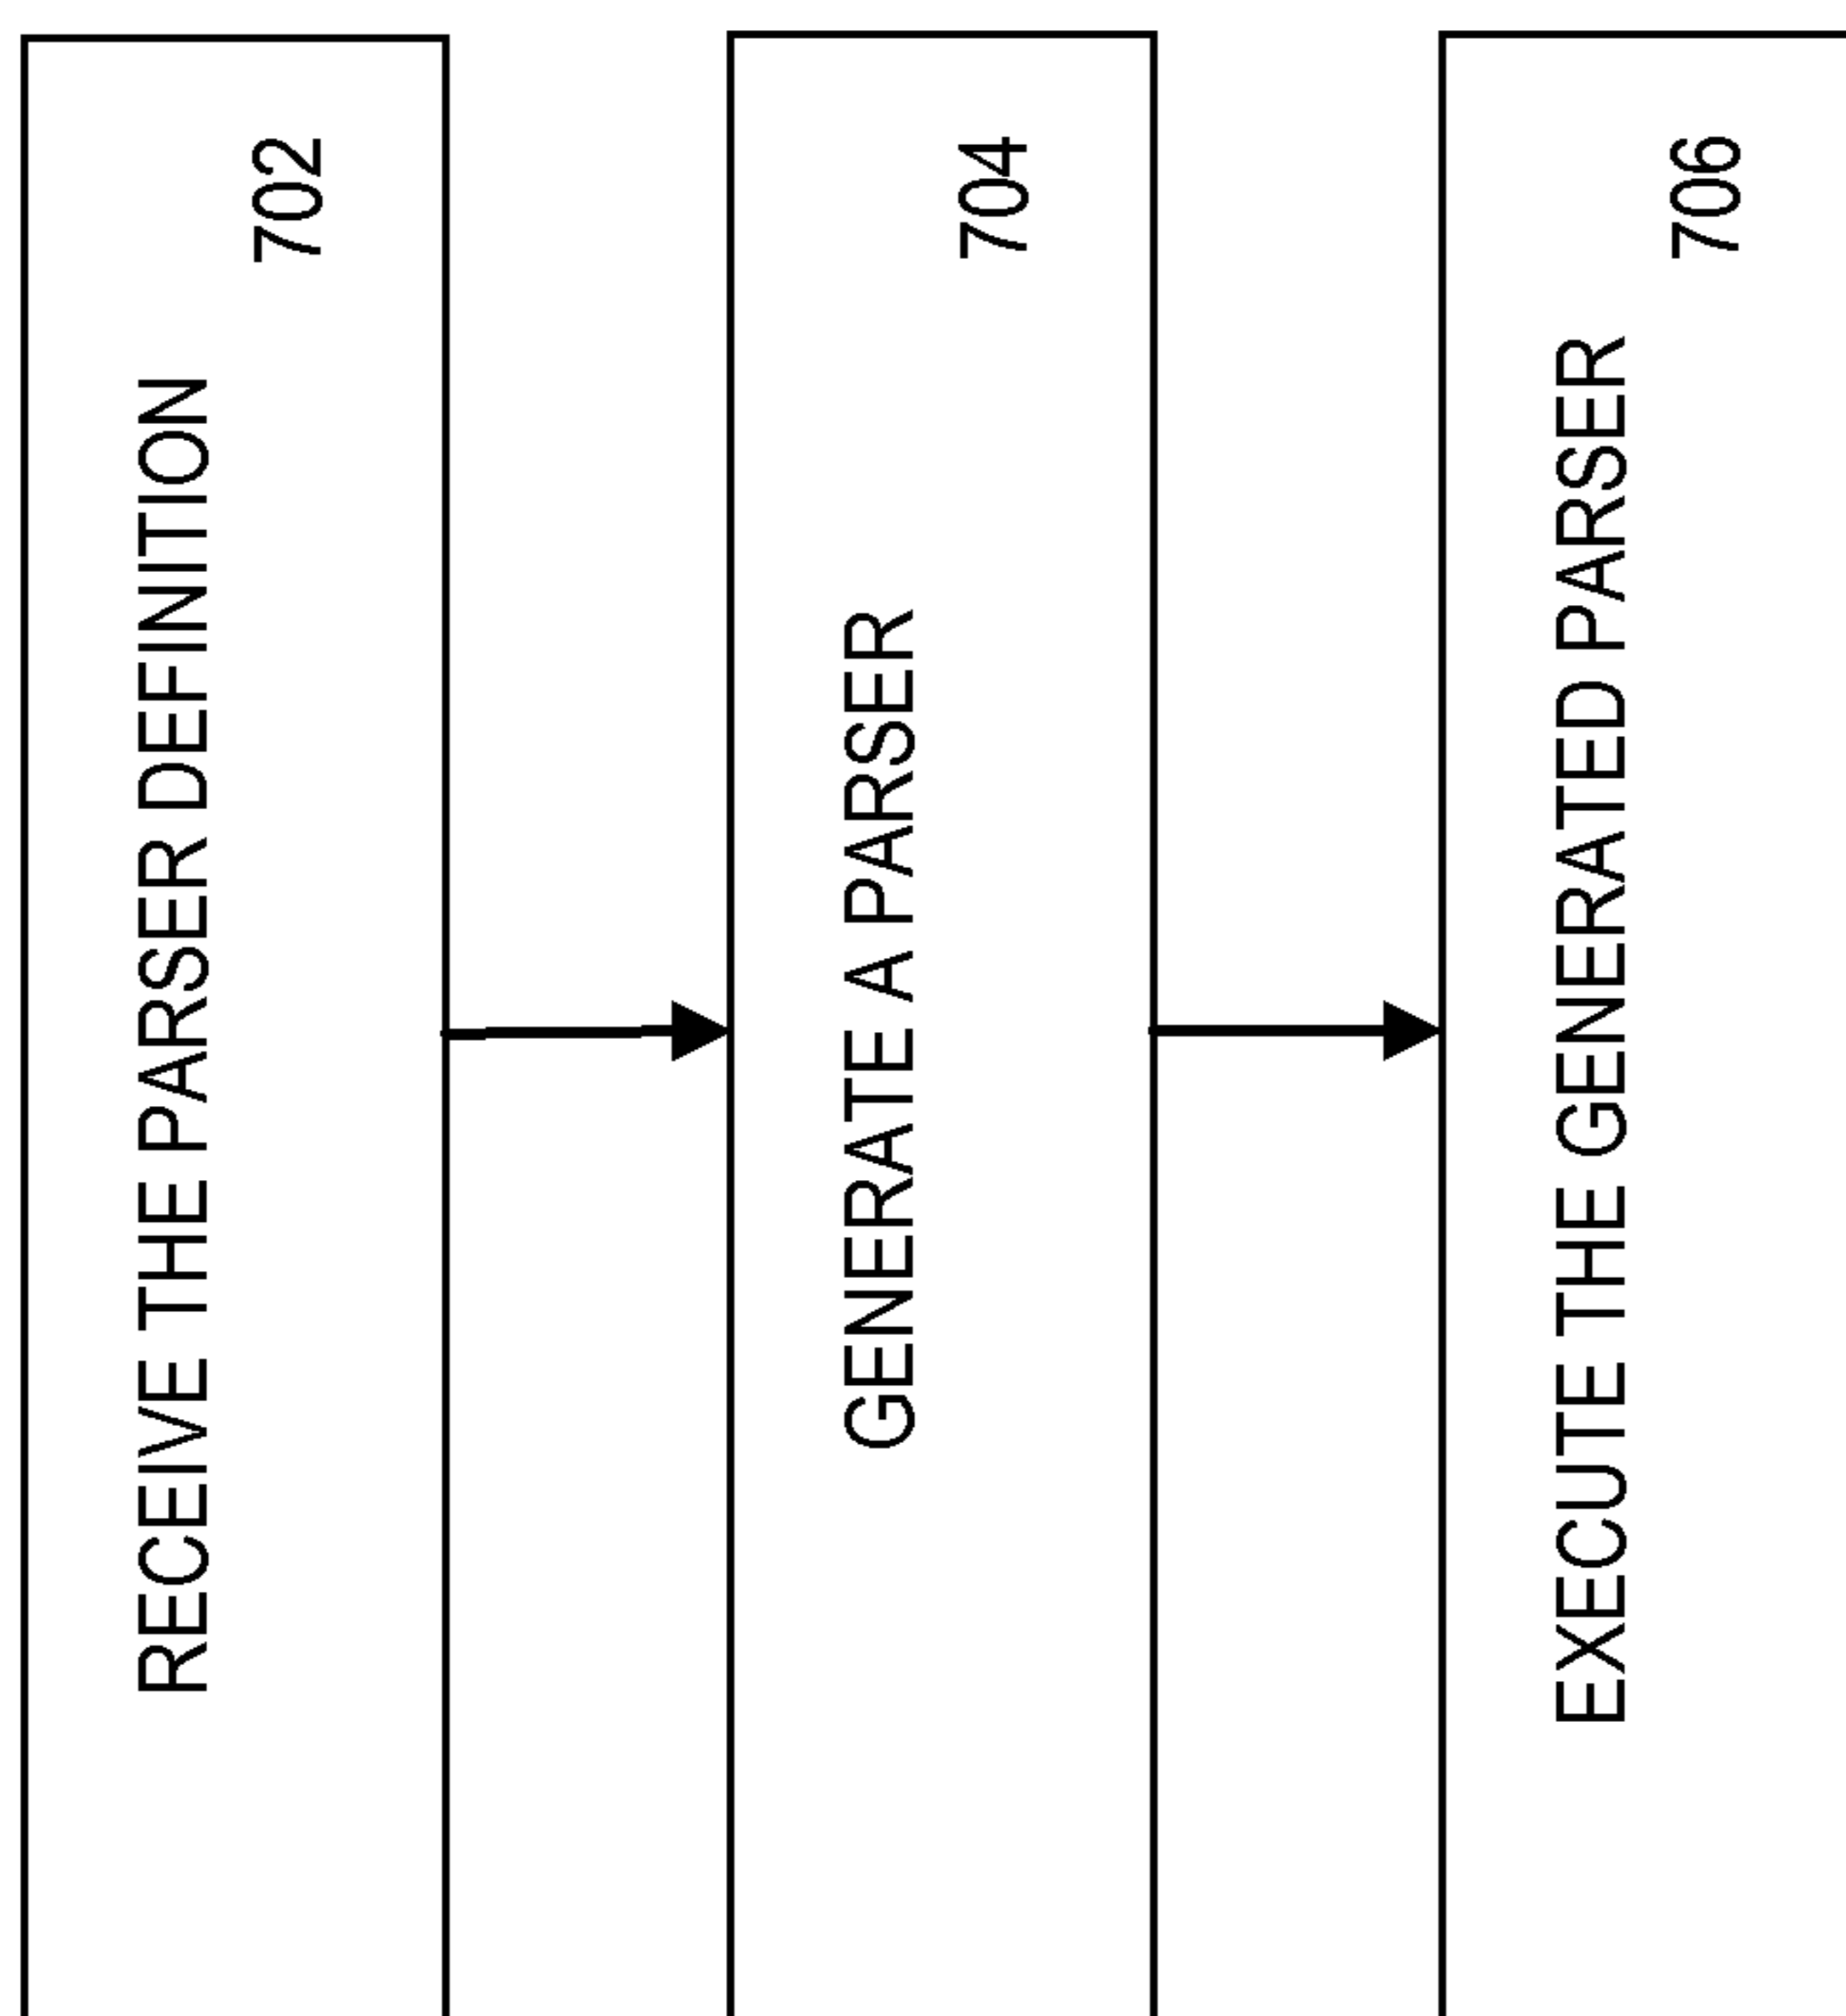 RECEIVE THE PARSER DEFINITION
702
GENERATE A PARSER
704
EXECUTE THE GENERATED PARSER
706